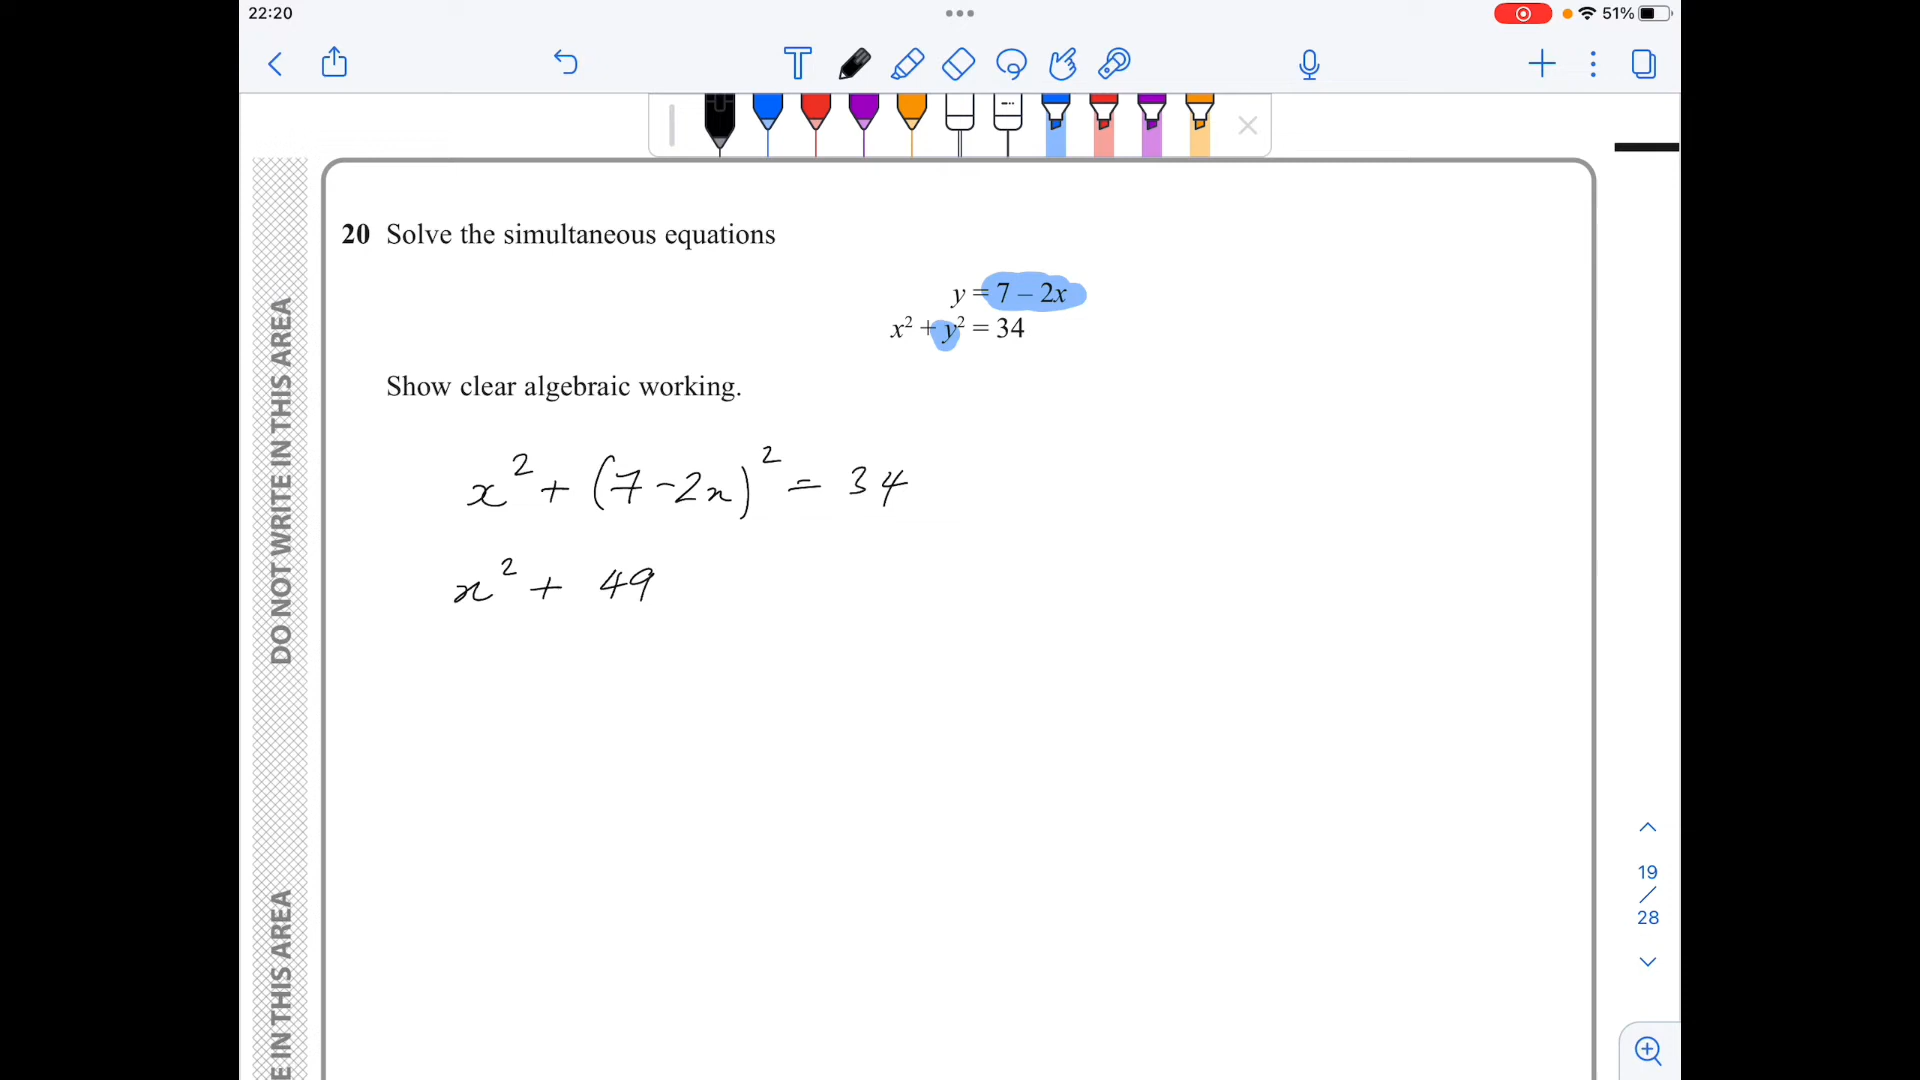 22:20
51%
20 Solve the simultaneous equations
y = 7 – 2x
x² + y² = 34
Show clear algebraic working.
x² + (7 - 2x)² = 34
x² + 49
DO NOT WRITE IN THIS AREA
E IN THIS AREA
19
/
28